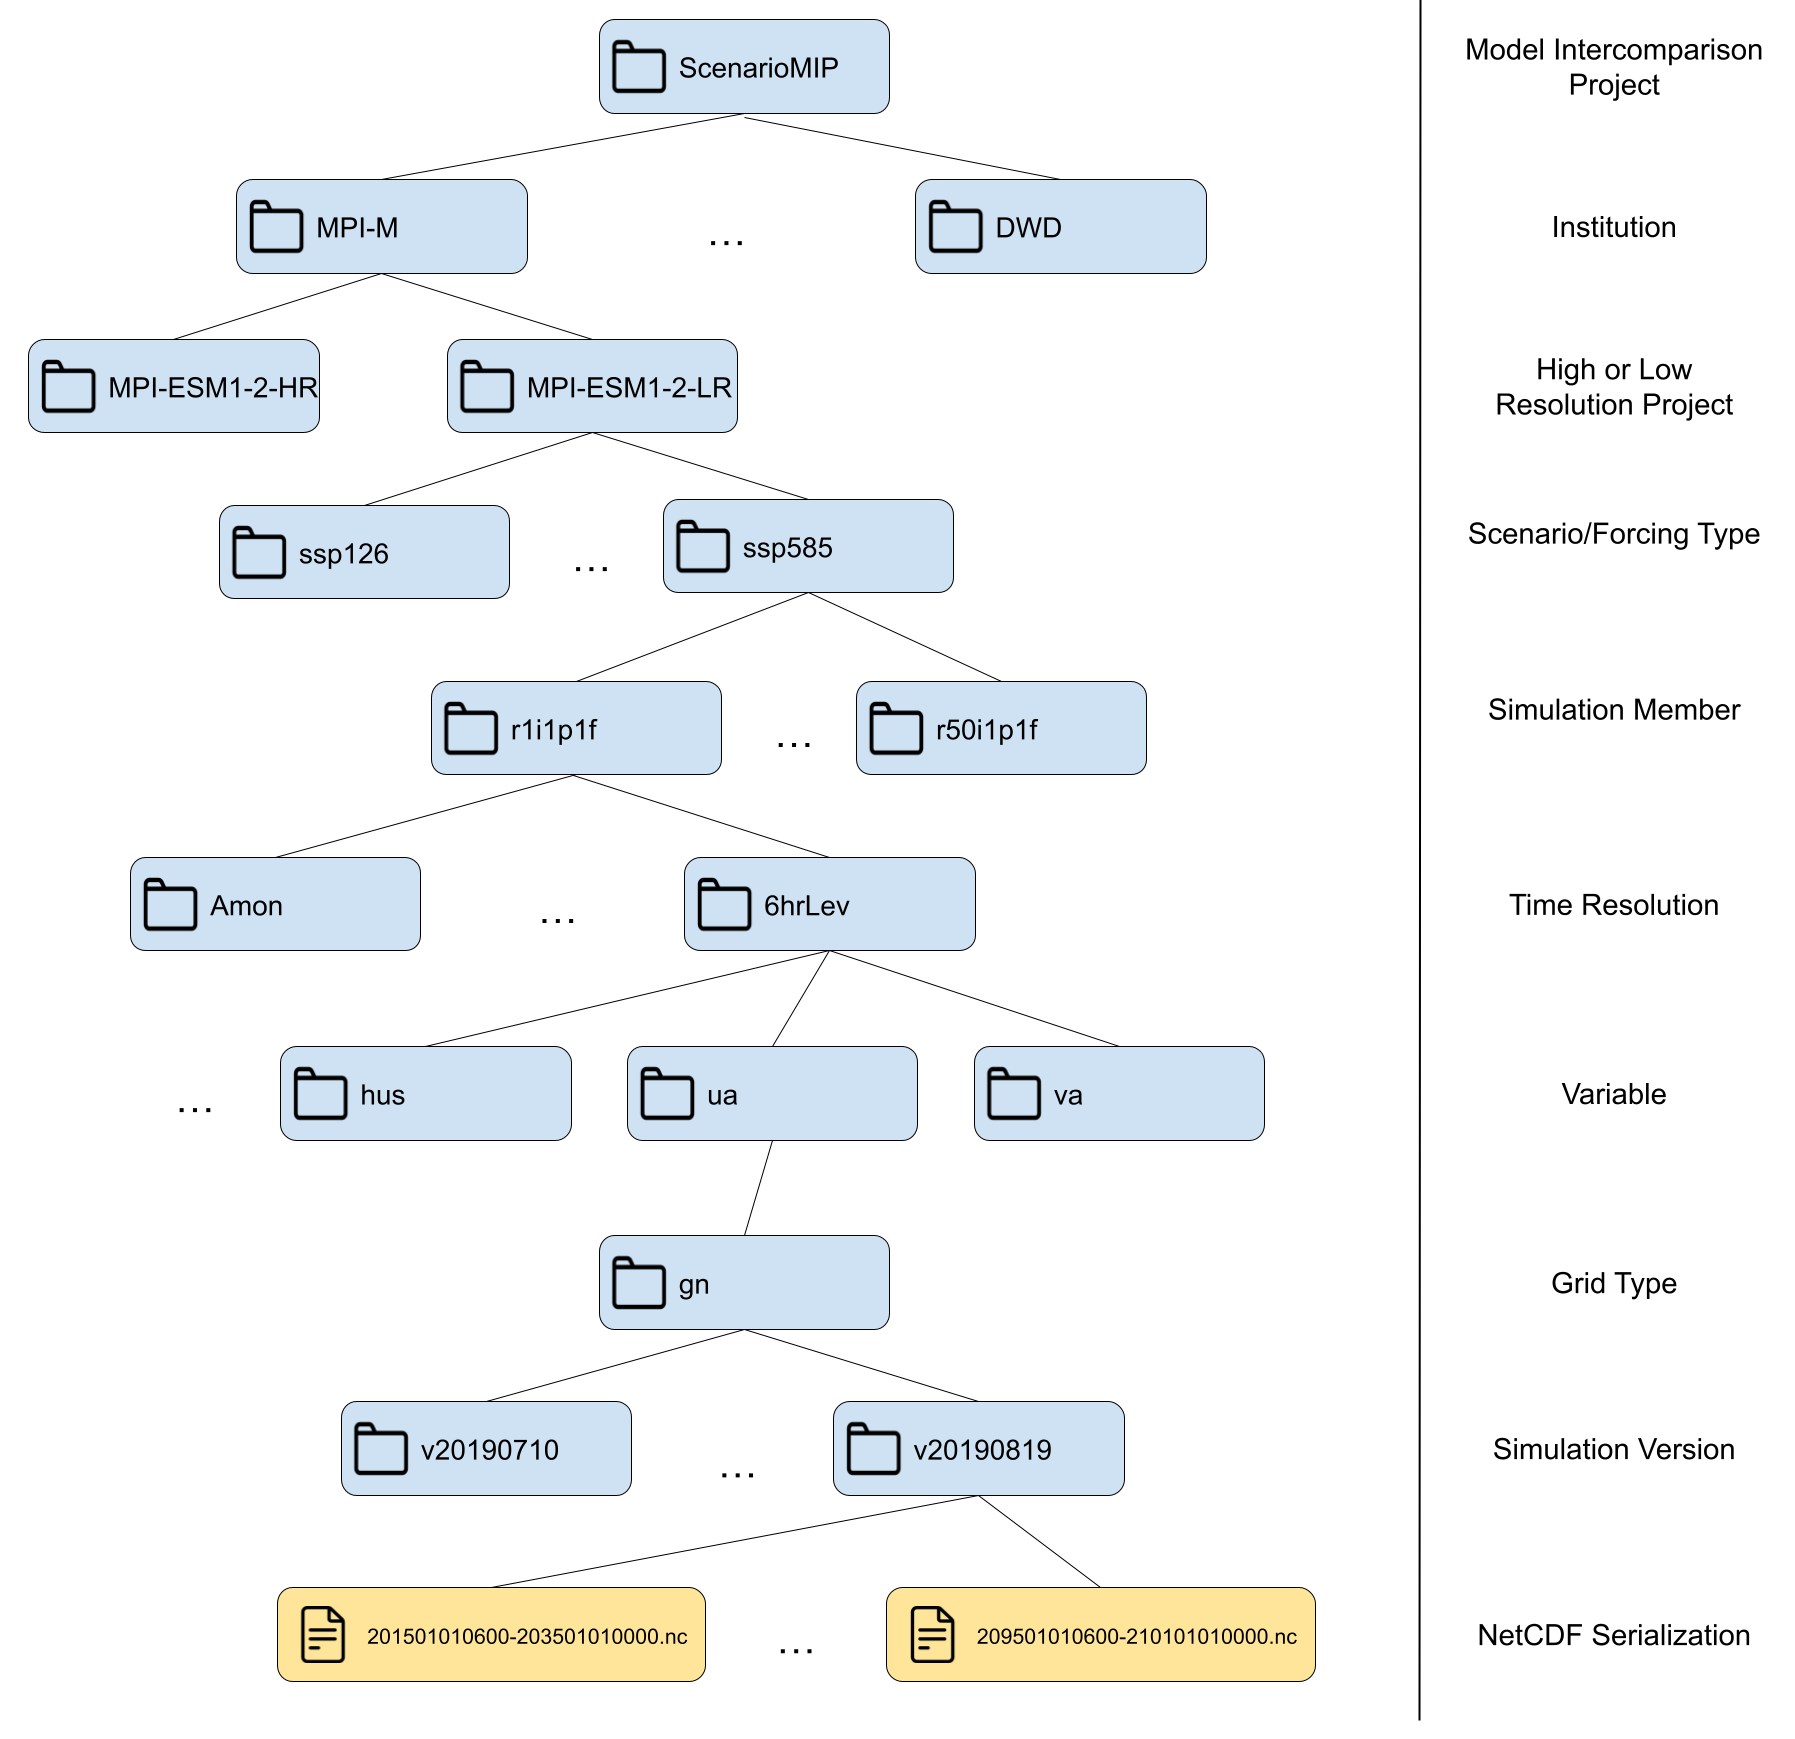 ScenarioMIP
Model Intercomparison
Project
MPI-M
...
DWD
Institution
MPI-ESM1-2-HR
MPI-ESM1-2-LR
High or Low
Resolution Project
ssp126
...
ssp585
Scenario/Forcing Type
r1i1p1f
...
r50i1p1f
Simulation Member
Amon
...
6hrLev
Time Resolution
...
hus
ua
va
Variable
gn
Grid Type
v20190710
...
v20190819
Simulation Version
201501010600-203501010000.nc
...
209501010600-210101010000.nc
NetCDF Serialization